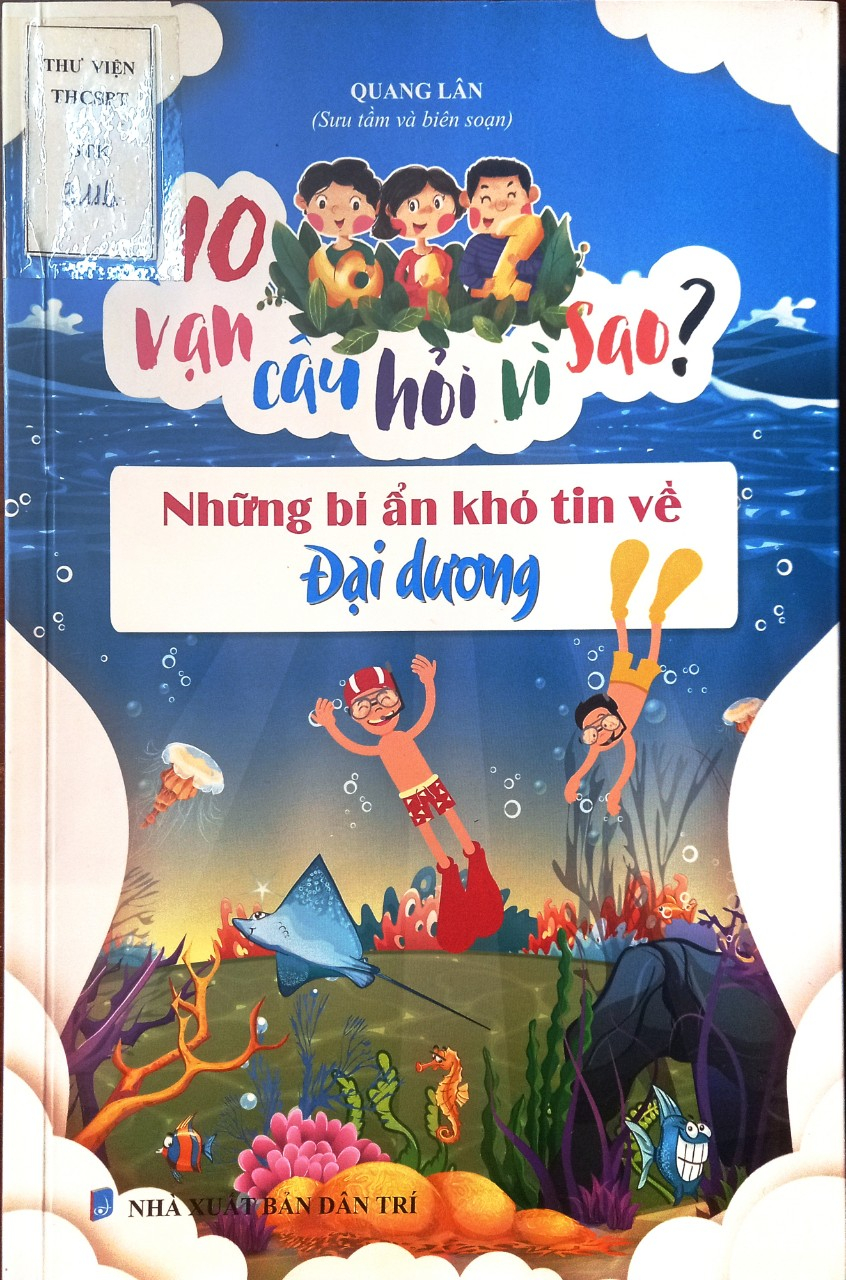 THƯ VIỆN
THCSPT
STK
QUANG LÂN
(Sưu tầm và biên soạn)
10
vạn
câu hỏi vì
sao?
Những bí ẩn khó tin về
Đại dương
NHÀ XUẤT BẢN DÂN TRÍ